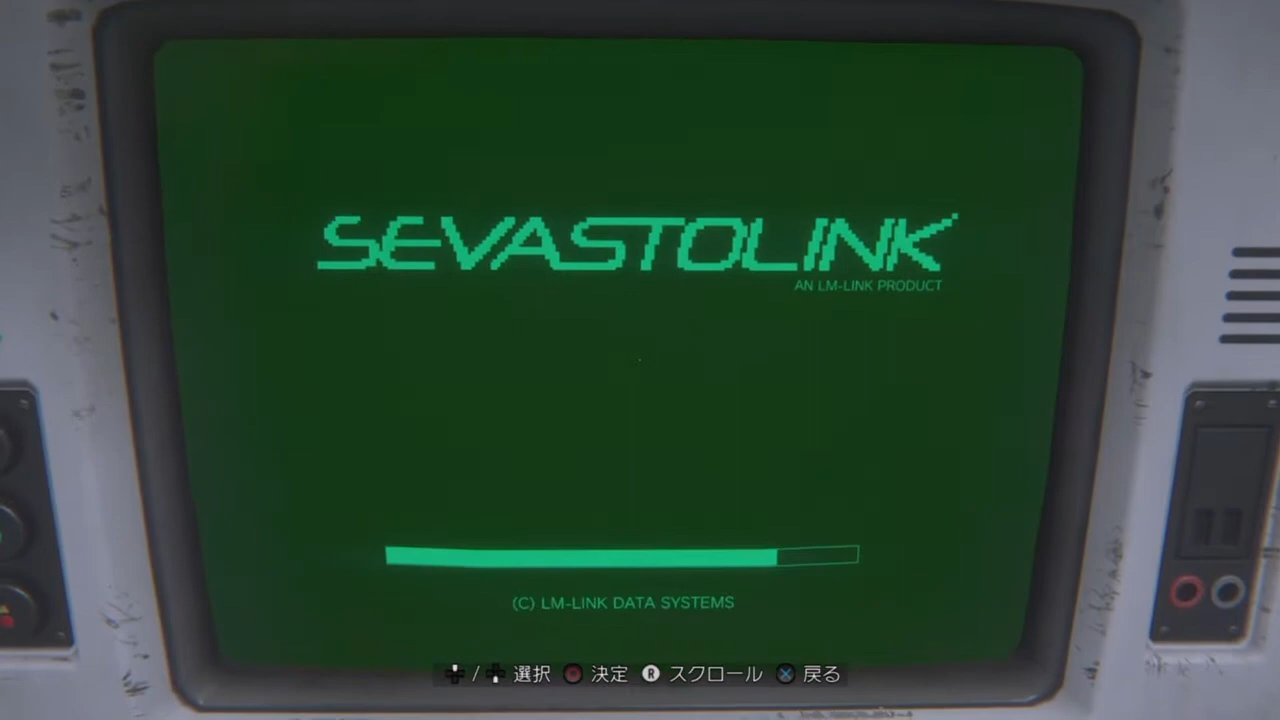 SEVASTOLINK
AN LM-LINK PRODUCT
(C) LM-LINK DATA SYSTEMS
/ 選択 決定 R スクロール 戻る